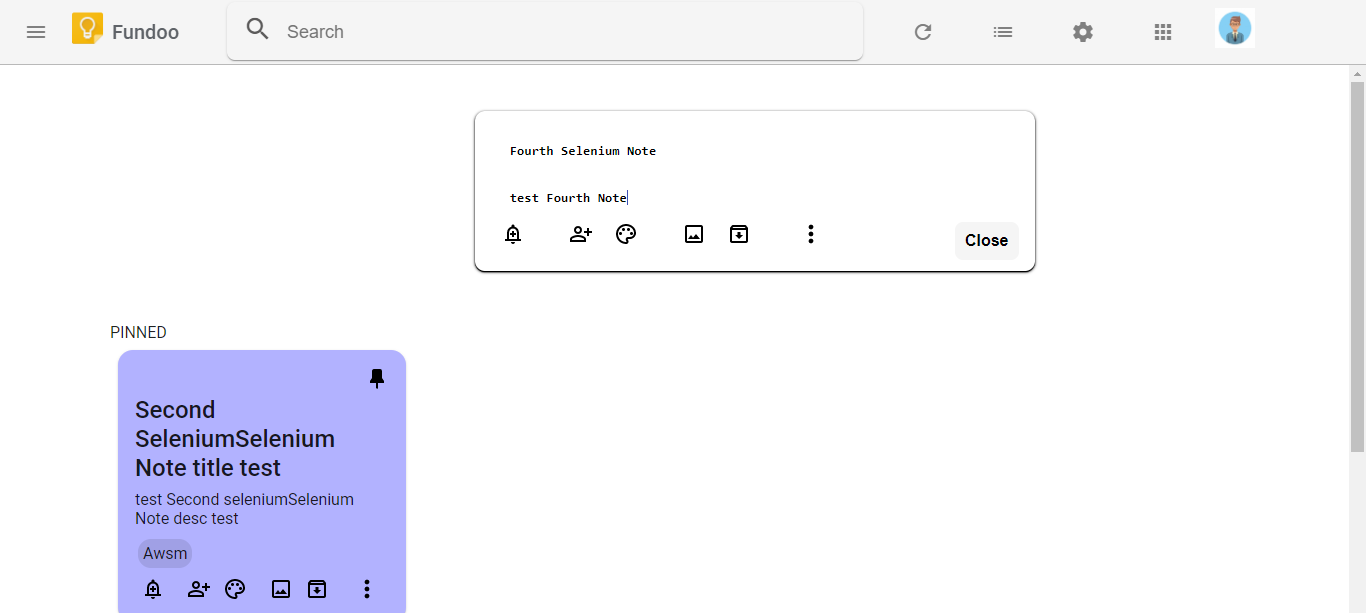 Fundoo
Search
Fourth Selenium Note
test Fourth Note
Close
PINNED
Second
SeleniumSelenium
Note title test
test Second seleniumSelenium
Note desc test
Awsm